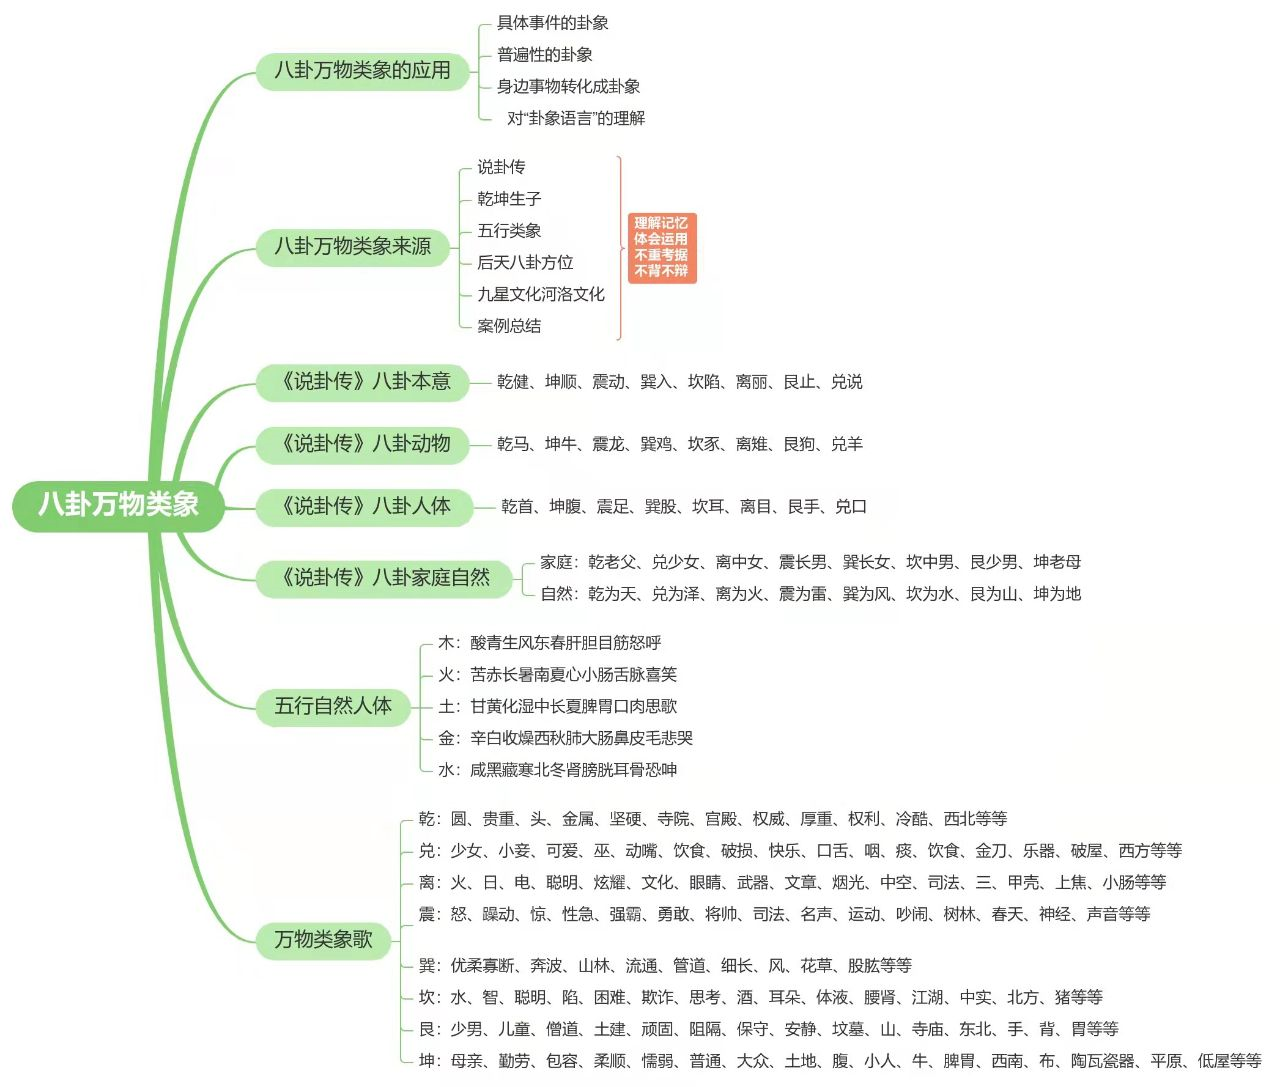 八卦万物类象
八卦万物类象的应用
具体事件的卦象
普遍性的卦象
身边事物转化成卦象
对“卦象语言”的理解
八卦万物类象来源
说卦传
乾坤生子
五行类象
后天八卦方位
九星文化河洛文化
案例总结
理解记忆
体会运用
不重考据
不背不辩
《说卦传》八卦本意
乾健、坤顺、震动、巽入、坎陷、离丽、艮止、兑说
《说卦传》八卦动物
乾马、坤牛、震龙、巽鸡、坎豕、离雉、艮狗、兑羊
《说卦传》八卦人体
乾首、坤腹、震足、巽股、坎耳、离目、艮手、兑口
《说卦传》八卦家庭自然
家庭：乾老父、兑少女、离中女、震长男、巽长女、坎中男、艮少男、坤老母
自然：乾为天、兑为泽、离为火、震为雷、巽为风、坎为水、艮为山、坤为地
五行自然人体
木：酸青生风东春肝胆目筋怒呼
火：苦赤长暑南夏心小肠舌脉喜笑
土：甘黄化湿中长夏脾胃口肉思歌
金：辛白收燥西秋肺大肠鼻皮毛悲哭
水：咸黑藏寒北冬肾膀胱耳骨恐呻
万物类象歌
乾：圆、贵重、头、金属、坚硬、寺院、宫殿、权威、厚重、权利、冷酷、西北等等
兑：少女、小妾、可爱、巫、动嘴、饮食、破损、快乐、口舌、咽、痰、饮食、金刀、乐器、破屋、西方等等
离：火、日、电、聪明、炫耀、文化、眼睛、武器、文章、烟光、中空、司法、三、甲壳、上焦、小肠等等
震：怒、躁动、惊、性急、强霸、勇敢、将帅、司法、名声、运动、吵闹、树林、春天、神经、声音等等
巽：优柔寡断、奔波、山林、流通、管道、细长、风、花草、股肱等等
坎：水、智、聪明、陷、困难、欺诈、思考、酒、耳朵、体液、腰肾、江湖、中实、北方、猪等等
艮：少男、儿童、僧道、土建、顽固、阻隔、保守、安静、坟墓、山、寺庙、东北、手、背、胃等等
坤：母亲、勤劳、包容、柔顺、懦弱、普通、大众、土地、腹、小人、牛、脾胃、西南、布、陶瓦瓷器、平原、低屋等等